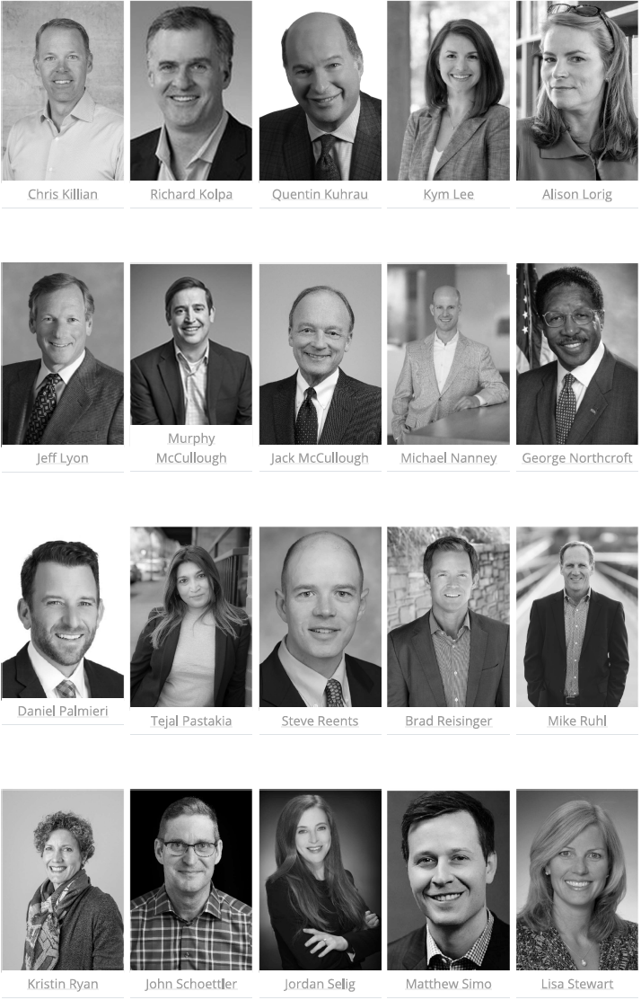 Chris Killian
Richard Kolpa
Quentin Kuhrau
Kym Lee
Alison Lorig
Jeff Lyon
Murphy
McCullough
Jack McCullough
Michael Nanney
George Northcroft
Daniel Palmieri
Tejal Pastakia
Steve Reents
Brad Reisinger
Mike Ruhl
Kristin Ryan
John Schoettler
Jordan Selig
Matthew Simo
Lisa Stewart